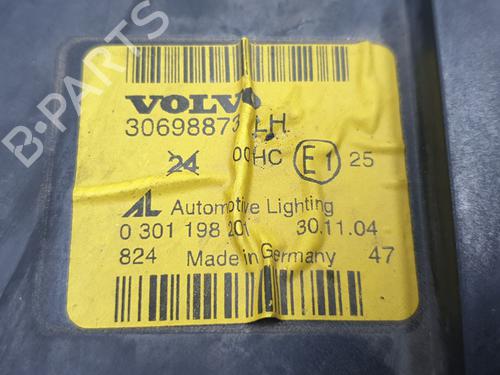 VOLVO
30698873 LH
24 00HC E1 25
AL Automotive Lighting
0 301 198 201 30.11.04
824 Made in Germany 47
B-PARTS